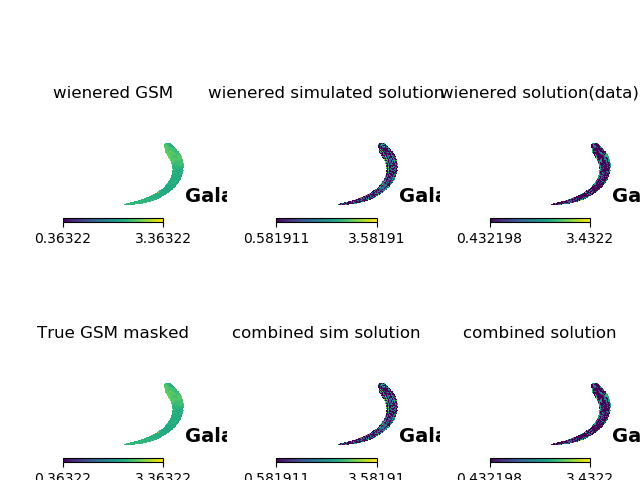 wienered GSM
wienered simulated solution
wienered solution(data)
Gala
Gala
Ga
0.36322 3.36322
0.581911 3.58191
0.432198 3.4322
True GSM masked
combined sim solution
combined solution
Gala
Gala
Ga
0.36322 3.36322
0.581911 3.58191
0.432198 3.4322